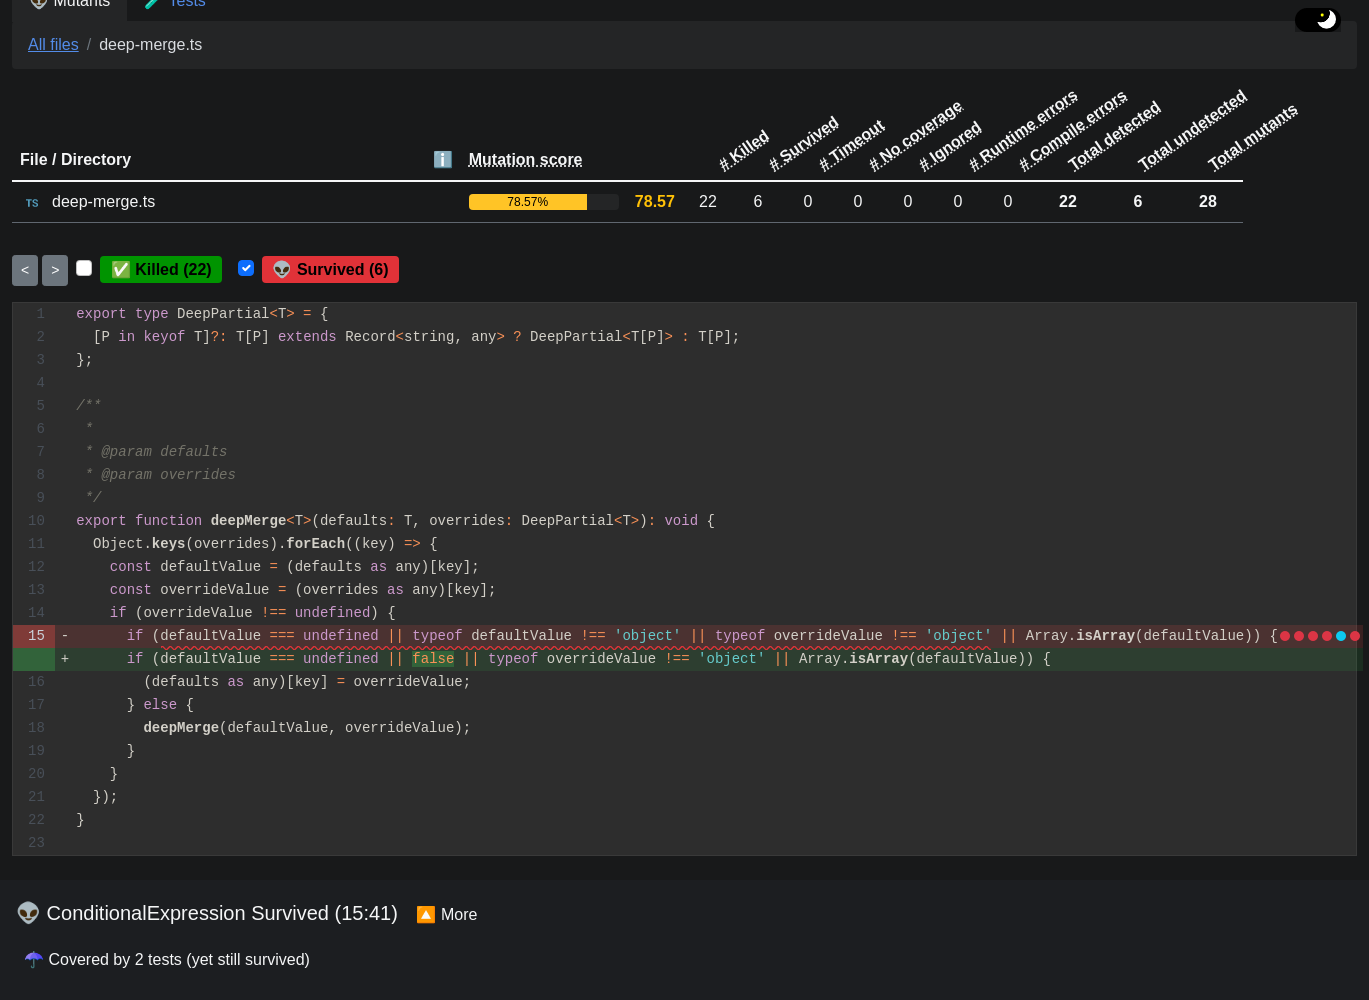 👽 Mutants 🧪 Tests
All files / deep-merge.ts
File / Directory ℹ️ Mutation score # Killed # Survived # Timeout # No coverage # Ignored # Runtime errors # Compile errors Total detected Total undetected Total mutants
TS deep-merge.ts 78.57% 78.57 22 6 0 0 0 0 0 22 6 28
< > ✅ Killed (22) 👽 Survived (6)
1 export type DeepPartial<T> = {
2   [P in keyof T]?: T[P] extends Record<string, any> ? DeepPartial<T[P]> : T[P];
3 };
4
5 /**
6  *
7  * @param defaults
8  * @param overrides
9  */
10 export function deepMerge<T>(defaults: T, overrides: DeepPartial<T>): void {
11   Object.keys(overrides).forEach((key) => {
12     const defaultValue = (defaults as any)[key];
13     const overrideValue = (overrides as any)[key];
14     if (overrideValue !== undefined) {
15 -       if (defaultValue === undefined || typeof defaultValue !== 'object' || typeof overrideValue !== 'object' || Array.isArray(defaultValue)) {
+       if (defaultValue === undefined || false || typeof overrideValue !== 'object' || Array.isArray(defaultValue)) {
16         (defaults as any)[key] = overrideValue;
17       } else {
18         deepMerge(defaultValue, overrideValue);
19       }
20     }
21   });
22 }
23
👽 ConditionalExpression Survived (15:41) 🔼 More
☂️ Covered by 2 tests (yet still survived)